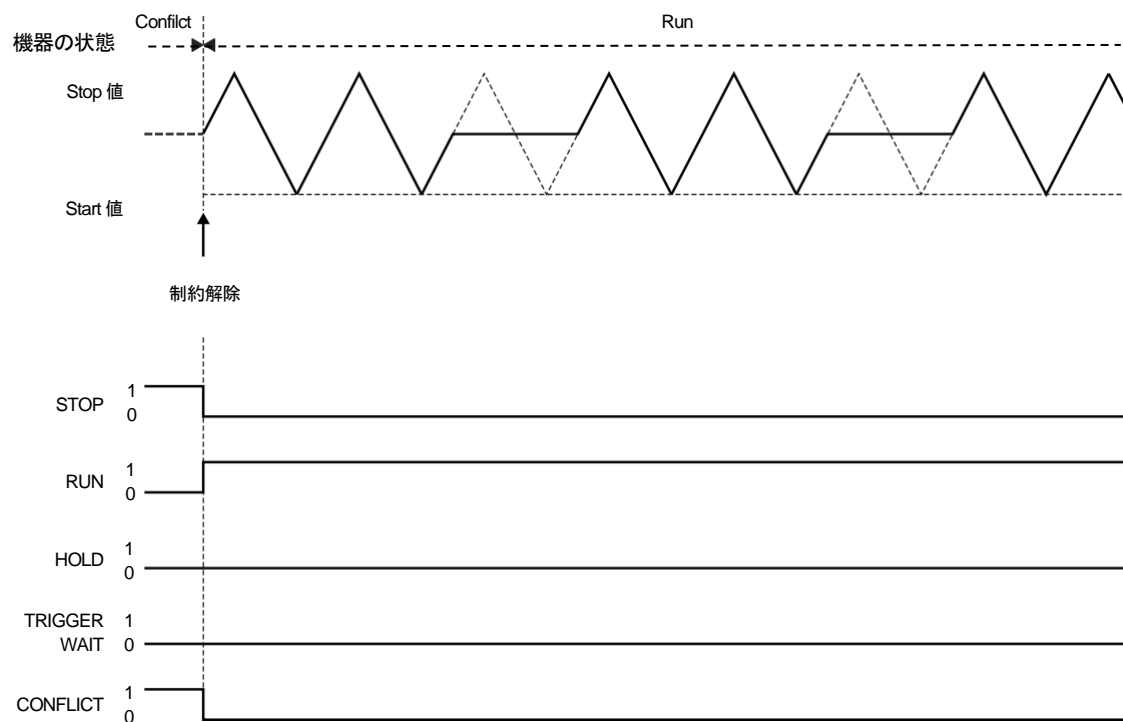 Confilct
Run
機器の状態
Stop 値
Start 値
制約解除
STOP
1
0
RUN
1
0
HOLD
1
0
TRIGGER
WAIT
1
0
CONFLICT
1
0